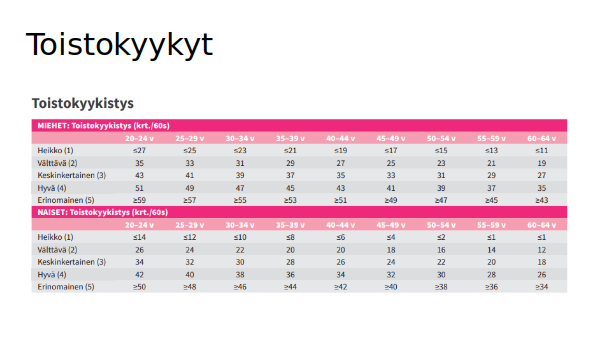 Toistokyykyt
Toistokyykistys
MIEHET: Toistokyykistys (krt./60s)
20–24 v 25–29 v 30–34 v 35–39 v 40–44 v 45–49 v 50–54 v 55–59 v 60–64 v
Heikko (1) ≤27 ≤25 ≤23 ≤21 ≤19 ≤17 ≤15 ≤13 ≤11
Välttävä (2) 35 33 31 29 27 25 23 21 19
Keskinkertainen (3) 43 41 39 37 35 33 31 29 27
Hyvä (4) 51 49 47 45 43 41 39 37 35
Erinomainen (5) ≥59 ≥57 ≥55 ≥53 ≥51 ≥49 ≥47 ≥45 ≥43
NAISET: Toistokyykistys (krt./60s)
20–24 v 25–29 v 30–34 v 35–39 v 40–44 v 45–49 v 50–54 v 55–59 v 60–64 v
Heikko (1) ≤14 ≤12 ≤10 ≤8 ≤6 ≤4 ≤2 ≤1 ≤1
Välttävä (2) 26 24 22 20 20 18 16 14 12
Keskinkertainen (3) 34 32 30 28 26 24 22 20 18
Hyvä (4) 42 40 38 36 34 32 30 28 26
Erinomainen (5) ≥50 ≥48 ≥46 ≥44 ≥42 ≥40 ≥38 ≥36 ≥34